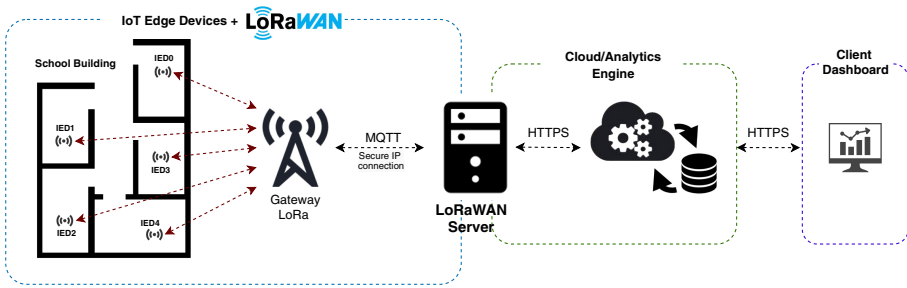 IoT Edge Devices + LoRaWAN
School Building
IED0
IED1
IED3
IED2
IED4
Gateway
LoRa
MQTT
Secure IP
connection
LoRaWAN
Server
HTTPS
Cloud/Analytics
Engine
HTTPS
Client
Dashboard